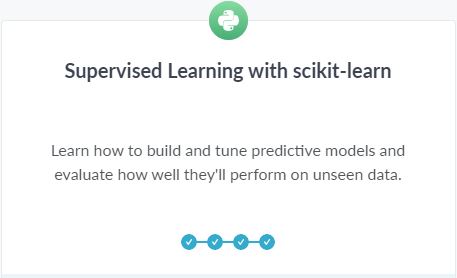 Supervised Learning with scikit-learn
Learn how to build and tune predictive models and
evaluate how well they'll perform on unseen data.